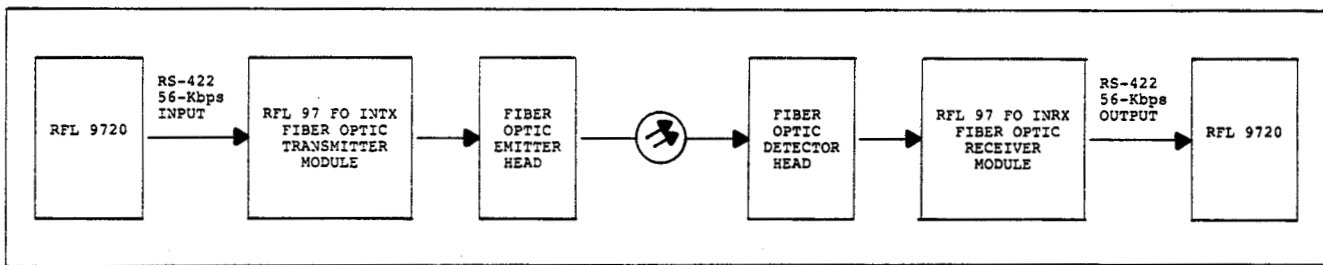 RFL 9720
RS-422
56-Kbps
INPUT
RFL 97 FO INTX
FIBER OPTIC
TRANSMITTER
MODULE
FIBER
OPTIC
EMITTER
HEAD
FIBER
OPTIC
DETECTOR
HEAD
RFL 97 FO INRX
FIBER OPTIC
RECEIVER
MODULE
RS-422
56-Kbps
OUTPUT
RFL 9720